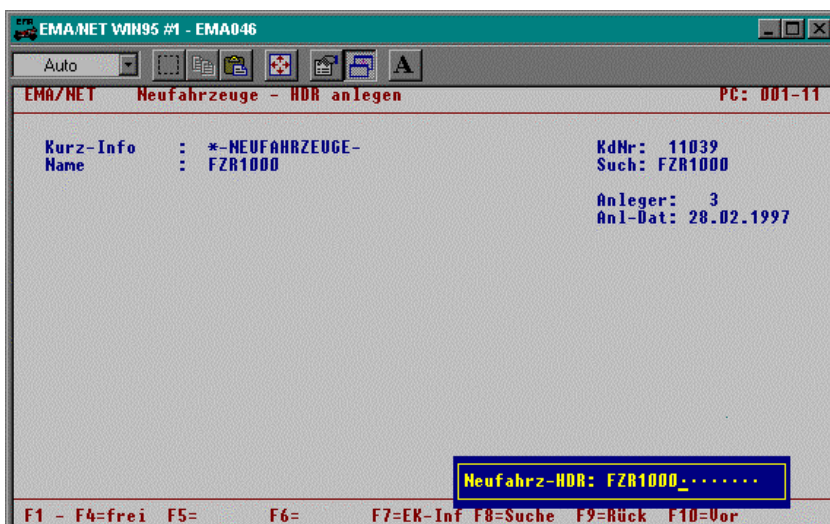 EMA/NET WIN95 #1 - EMA046
Auto
A
EMA/NET Neufahrzeuge - HDR anlegen PC: 001-11
Kurz-Info : *-NEUFAHRZEUGE- KdNr: 11039
Name : FZR1000 Such: FZR1000
Anleger: 3
Anl-Dat: 28.02.1997
Neufahrz-HDR: FZR1000_.......
F1 - F4=frei F5= F6= F7=EK-Inf F8=Suche F9=Rück F10=Vor